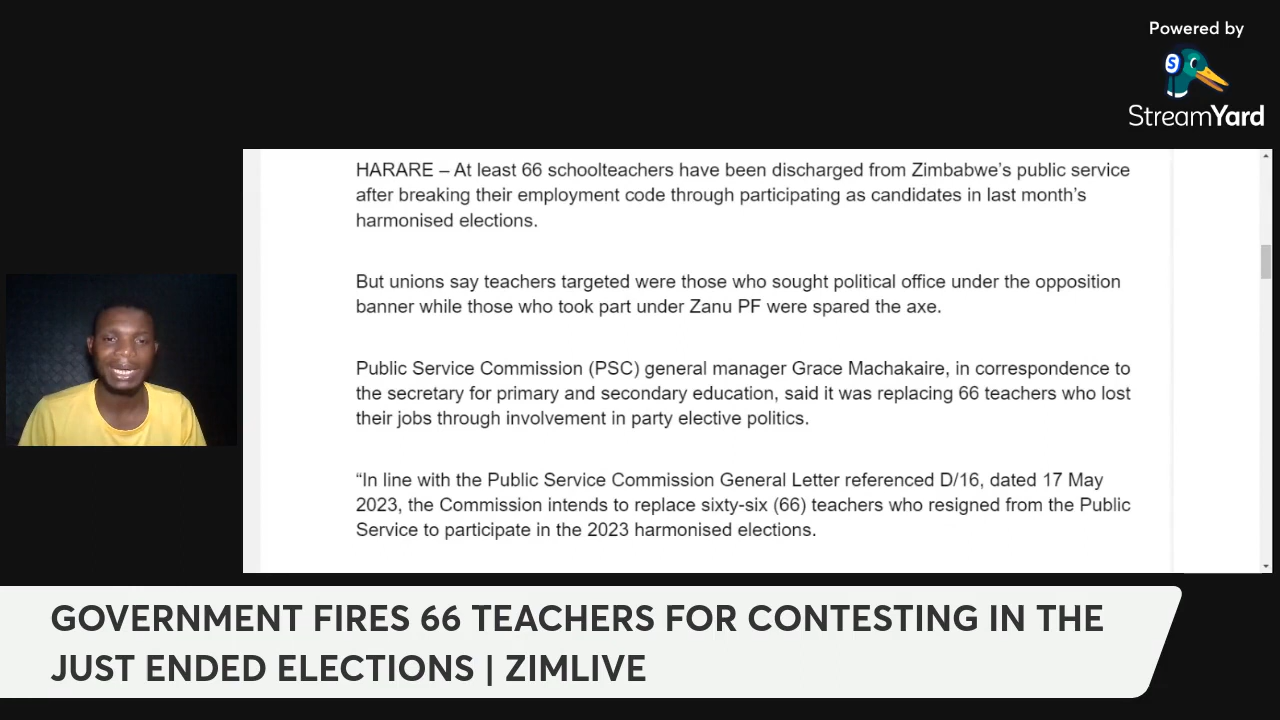 Powered by
StreamYard
HARARE – At least 66 schoolteachers have been discharged from Zimbabwe’s public service
after breaking their employment code through participating as candidates in last month’s
harmonised elections.
But unions say teachers targeted were those who sought political office under the opposition
banner while those who took part under Zanu PF were spared the axe.
Public Service Commission (PSC) general manager Grace Machakaire, in correspondence to
the secretary for primary and secondary education, said it was replacing 66 teachers who lost
their jobs through involvement in party elective politics.
“In line with the Public Service Commission General Letter referenced D/16, dated 17 May
2023, the Commission intends to replace sixty-six (66) teachers who resigned from the Public
Service to participate in the 2023 harmonised elections.
GOVERNMENT FIRES 66 TEACHERS FOR CONTESTING IN THE
JUST ENDED ELECTIONS | ZIMLIVE